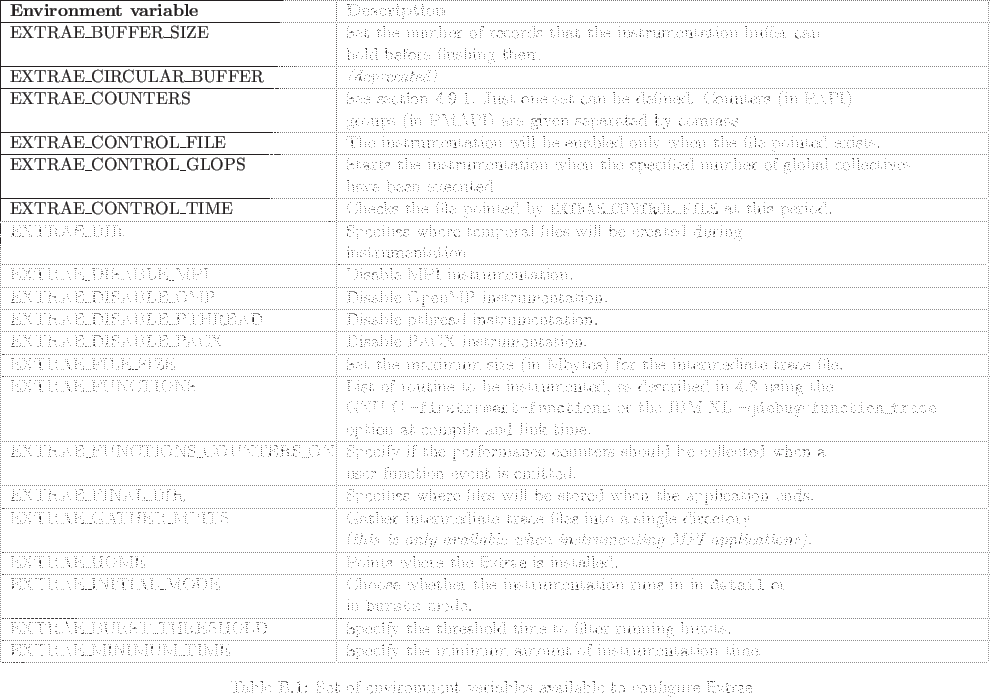 Environment variable Description
EXTRAE_BUFFER_SIZE Set the number of records that the instrumentation buffer can
hold before flushing them.
EXTRAE_CIRCULAR_BUFFER (deprecated)
EXTRAE_COUNTERS See section 4.9.1. Just one set can be defined. Counters (in PAPI)
groups (in PMAPI) are given separated by commas
EXTRAE_CONTROL_FILE The instrumentation will be enabled only when the file pointed exists.
EXTRAE_CONTROL_GLOPS Starts the instrumentation when the specified number of global collectives
have been executed
EXTRAE_CONTROL_TIME Checks the file pointed by EXTRAE_CONTROL_FILE at this period.
EXTRAE_DIR Specifies where temporal files will be created during
instrumentation
EXTRAE_DISABLE_MPI Disable MPI instrumentation.
EXTRAE_DISABLE_OMP Disable OpenMP instrumentation.
EXTRAE_DISABLE_PTHREAD Disable pthread instrumentation.
EXTRAE_DISABLE_PACX Disable PACX instrumentation.
EXTRAE_FILE_SIZE Set the maximum size (in Mbytes) for the intermediate trace file.
EXTRAE_FUNCTIONS List of routine to be instrumented, as described in 4.3 using the
GNU C -finstrument-functions or the IBM XL -qdebug=function_trace
option at compile and link time.
EXTRAE_FUNCTIONS_COUNTERS_ON Specify if the performance counters should be collected when a
user function event is emitted.
EXTRAE_FINAL_DIR Specifies where files will be stored when the application ends.
EXTRAE_GATHER_MPITS Gather intermediate trace files into a single directory
(this is only available when instrumenting MPI applications).
EXTRAE_HOME Points where the Extrae is installed.
EXTRAE_INITIAL_MODE Choose whether the instrumentation runs in in detail or
in bursts mode.
EXTRAE_BURST_THRESHOLD Specify the threshold time to filter running bursts.
EXTRAE_MINIMUM_TIME Specify the minimum amount of instrumentation time
Table B.1: Set of environment variables available to configure Extrae